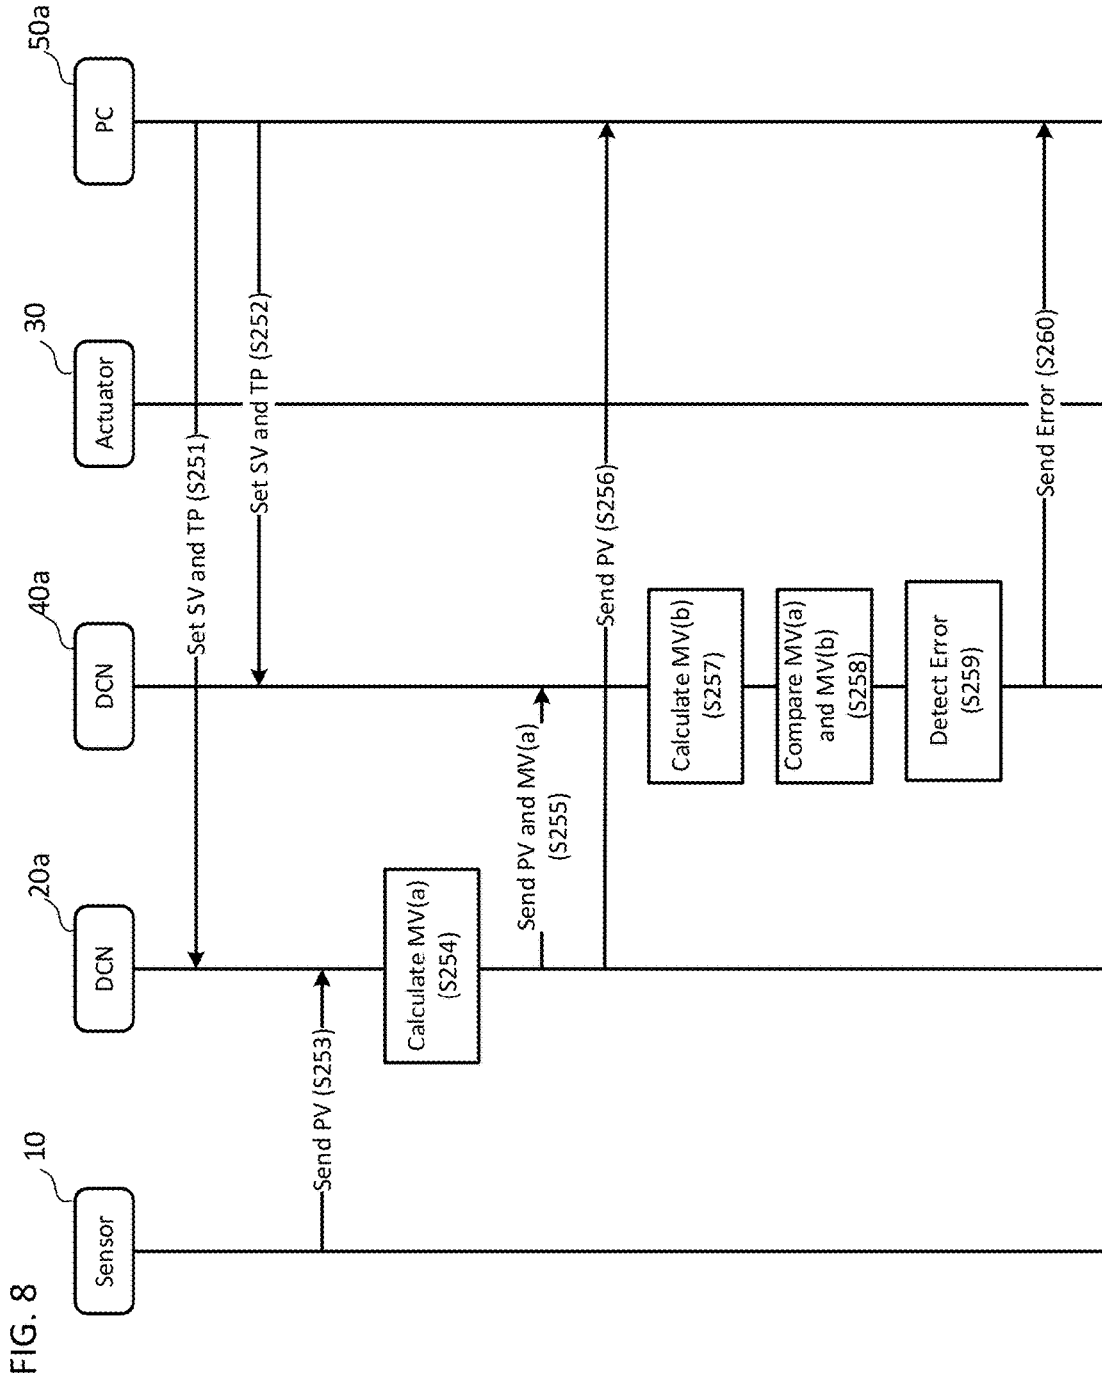 FIG. 8
10
20a
40a
30
50a
Sensor
DCN
DCN
Actuator
PC
Set SV and TP (S251)
Set SV and TP (S252)
Send PV (S253)
Calculate MV(a)
(S254)
Send PV and MV(a)
(S255)
Send PV (S256)
Calculate MV(b)
(S257)
Compare MV(a)
and MV(b)
(S258)
Detect Error
(S259)
Send Error (S260)